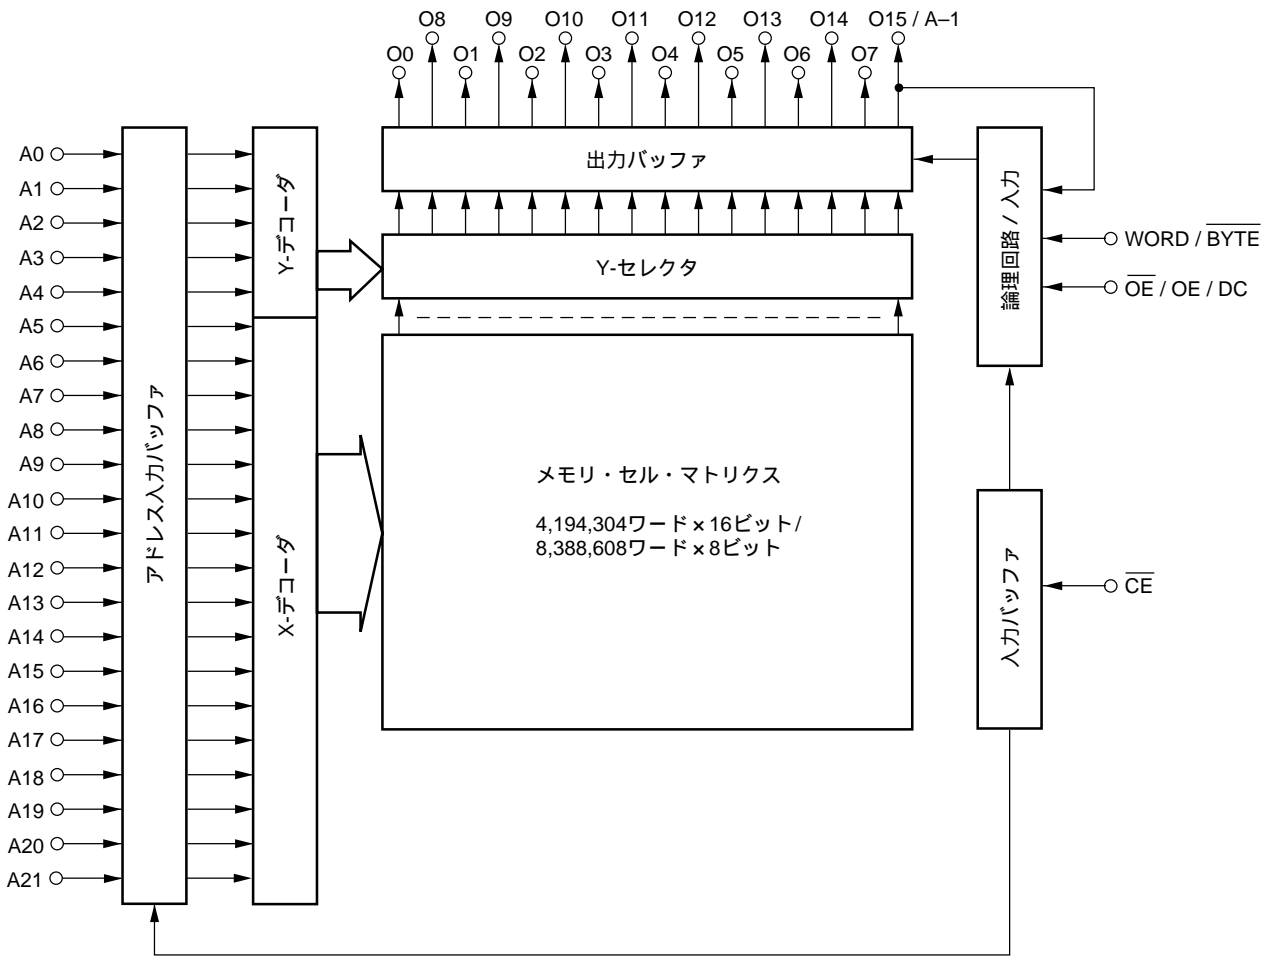 O8 O9 O10 O11 O12 O13 O14 O15 / A–1
O0 O1 O2 O3 O4 O5 O6 O7
出力バッファ
Y-セレクタ
メモリ・セル・マトリクス
4,194,304ワード×16ビット/
8,388,608ワード×8ビット
A0
A1
A2
A3
A4
A5
A6
A7
A8
A9
A10
A11
A12
A13
A14
A15
A16
A17
A18
A19
A20
A21
アドレス入力バッファ
Y-デコーダ
X-デコーダ
論理回路 / 入力
WORD / B̅Y̅T̅E̅
O̅E̅ / OE / DC
入力バッファ
C̅E̅